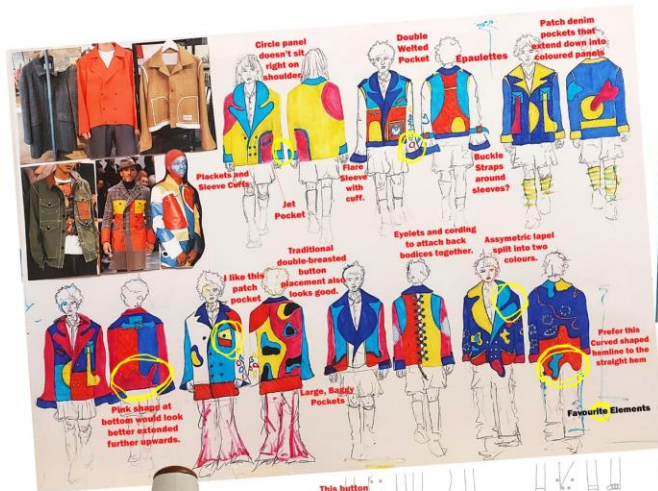 Circle panel
doesn't sit
right on
shoulder
Double
Welted
Pocket
Epaulettes
Patch denim
pockets that
extend down into
coloured panels
Plackets and
Sleeve Cuffs
Jet
Pocket
Flare
Sleeve
with
cuff.
Buckle
Straps
around
sleeves?
I like this
patch
pocket
Traditional
double-breasted
button
placement also
looks good.
Eyelets and cording
to attach back
bodices together.
Assymetric lapel
split into two
colours.
Prefer this
Curved shaped
hemline to the
straight hem
Pink shape at
bottom would look
better extended
further upwards.
Large, Baggy
Pockets
Favourite Elements
This button